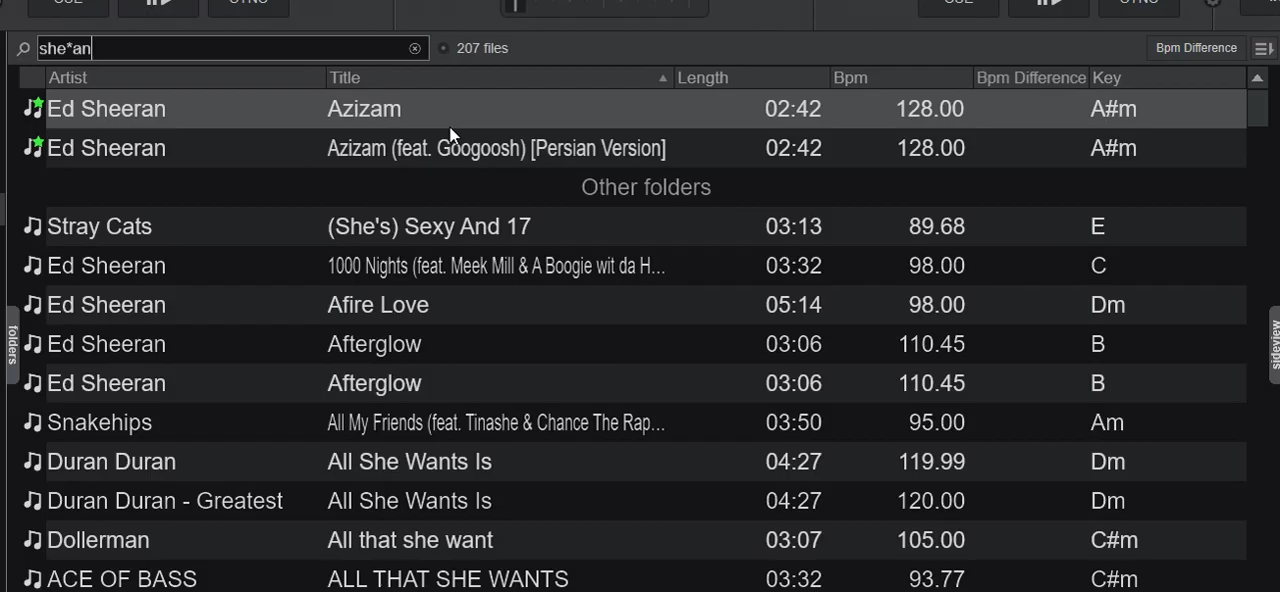 she*an 207 files Bpm Difference
Artist Title Length Bpm Bpm Difference Key
Ed Sheeran Azizam 02:42 128.00 A#m
Ed Sheeran Azizam (feat. Googoosh) [Persian Version] 02:42 128.00 A#m
Other folders
Stray Cats (She's) Sexy And 17 03:13 89.68 E
Ed Sheeran 1000 Nights (feat. Meek Mill & A Boogie wit da H... 03:32 98.00 C
Ed Sheeran Afire Love 05:14 98.00 Dm
folders
sideview
Ed Sheeran Afterglow 03:06 110.45 B
Ed Sheeran Afterglow 03:06 110.45 B
Snakehips All My Friends (feat. Tinashe & Chance The Rap... 03:50 95.00 Am
Duran Duran All She Wants Is 04:27 119.99 Dm
Duran Duran - Greatest All She Wants Is 04:27 120.00 Dm
Dollerman All that she want 03:07 105.00 C#m
ACE OF BASS ALL THAT SHE WANTS 03:32 93.77 C#m